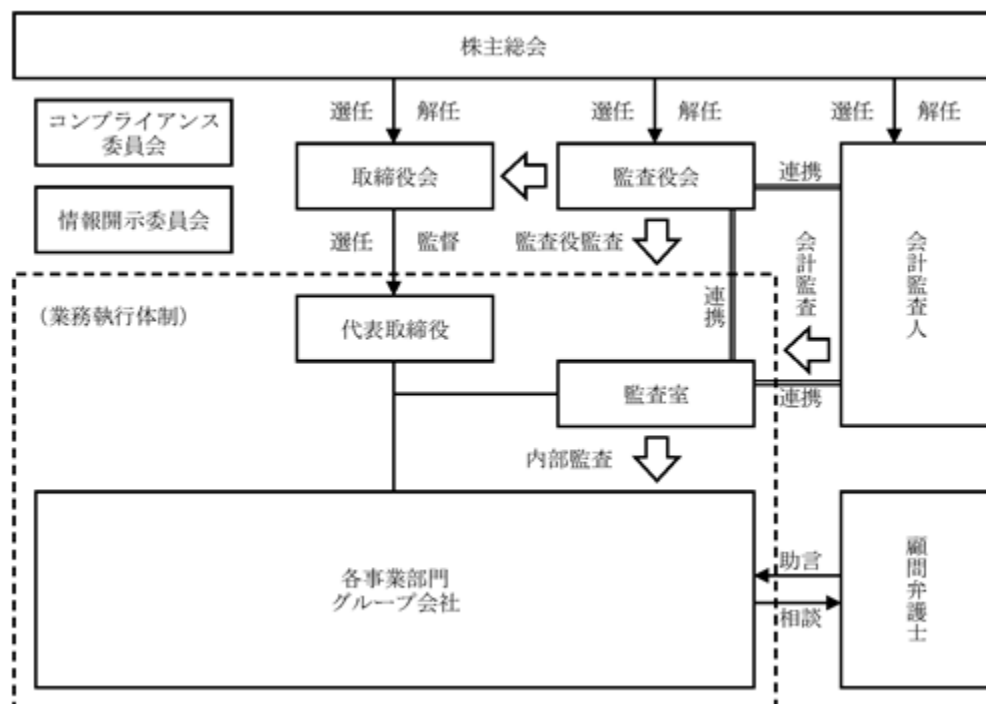 株主総会
選任
解任
選任
解任
選任
解任
コンプライアンス
委員会
取締役会
監査役会
連携
情報開示委員会
選任
監督
監査役監査
会計監査
会計監査人
（業務執行体制）
代表取締役
連携
監査室
連携
内部監査
各事業部門
グループ会社
助言
相談
顧問弁護士